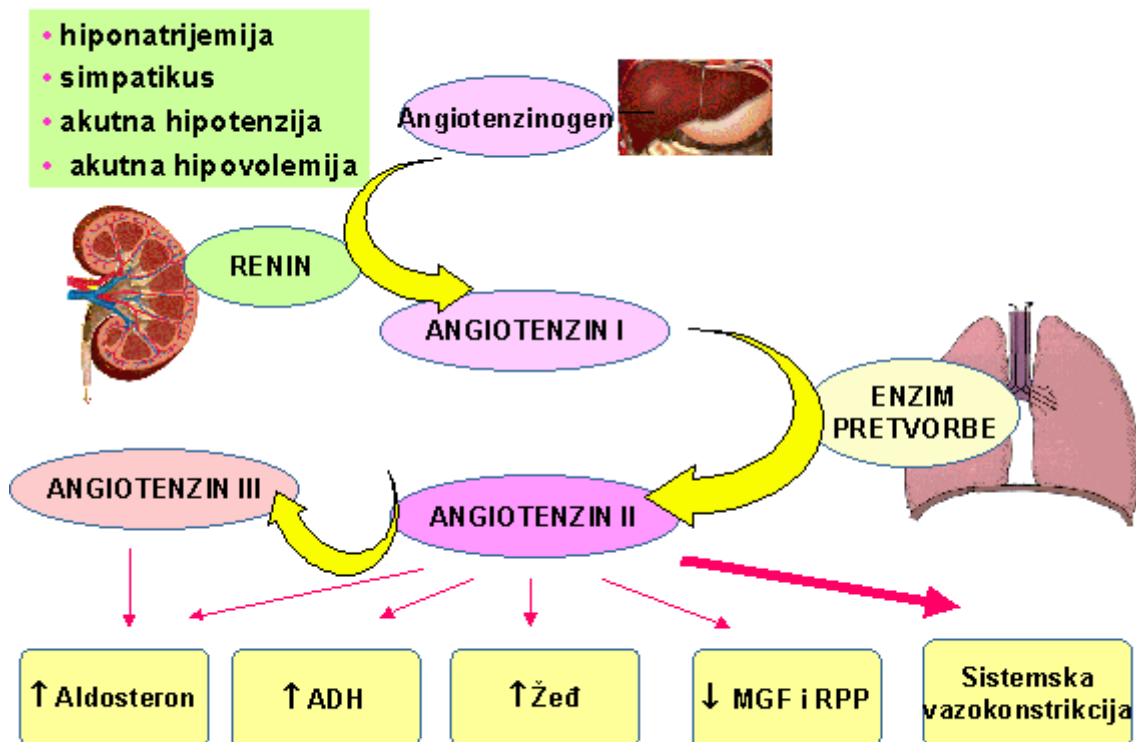 • hiponatrijemija
• simpatikus
• akutna hipotenzija
• akutna hipovolemija
Angiotenzinogen
RENIN
ANGIOTENZIN I
ENZIM
PRETVORBE
ANGIOTENZIN III
ANGIOTENZIN II
↑ Aldosteron
↑ ADH
↑ Žeđ
↓ MGF i RPP
Sistemska
vazokonstrikcija